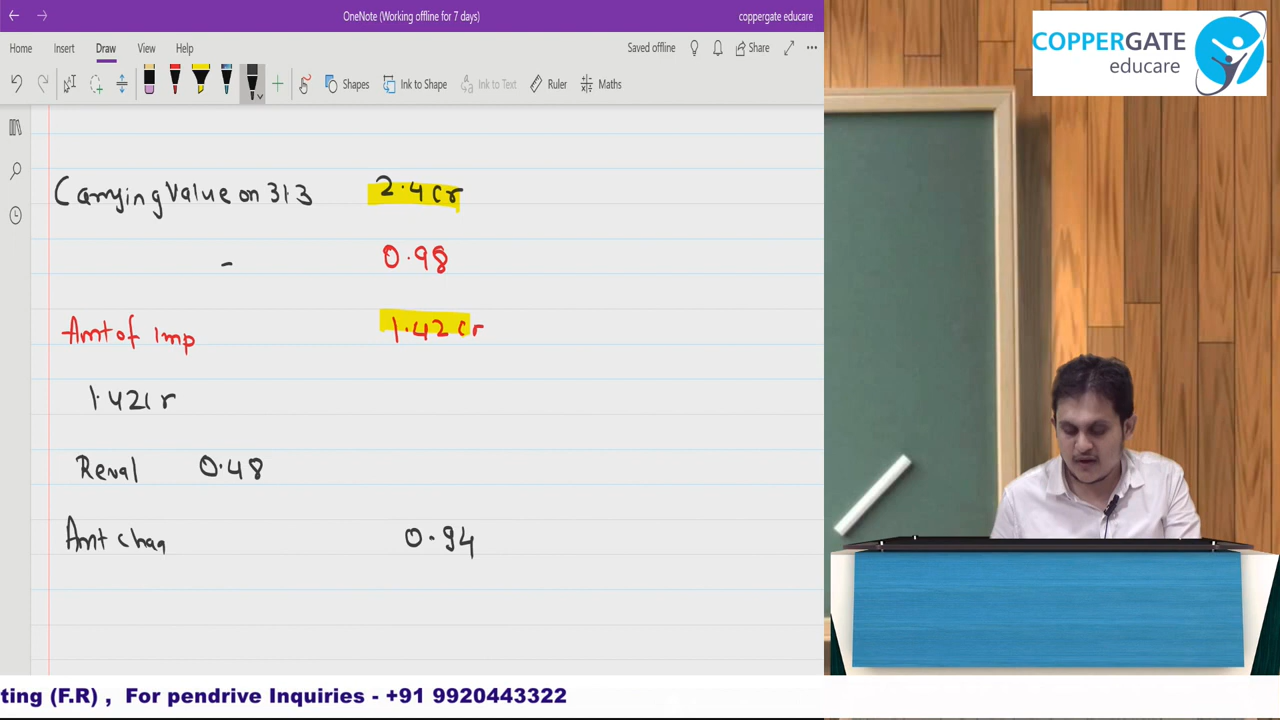 OneNote (Working offline for 7 days)
coppergate educare
Home Insert Draw View Help
Saved offline Share
Shapes Ink to Shape Ink to Text Ruler Maths
COPPERGATE
educare
Carrying Value on 31 3 2.4 cr
- 0.98
Amt of Imp 1.42 cr
1.42 cr
Reval 0.48
Amt charg 0.94
ting (F.R) , For pendrive Inquiries - +91 9920443322